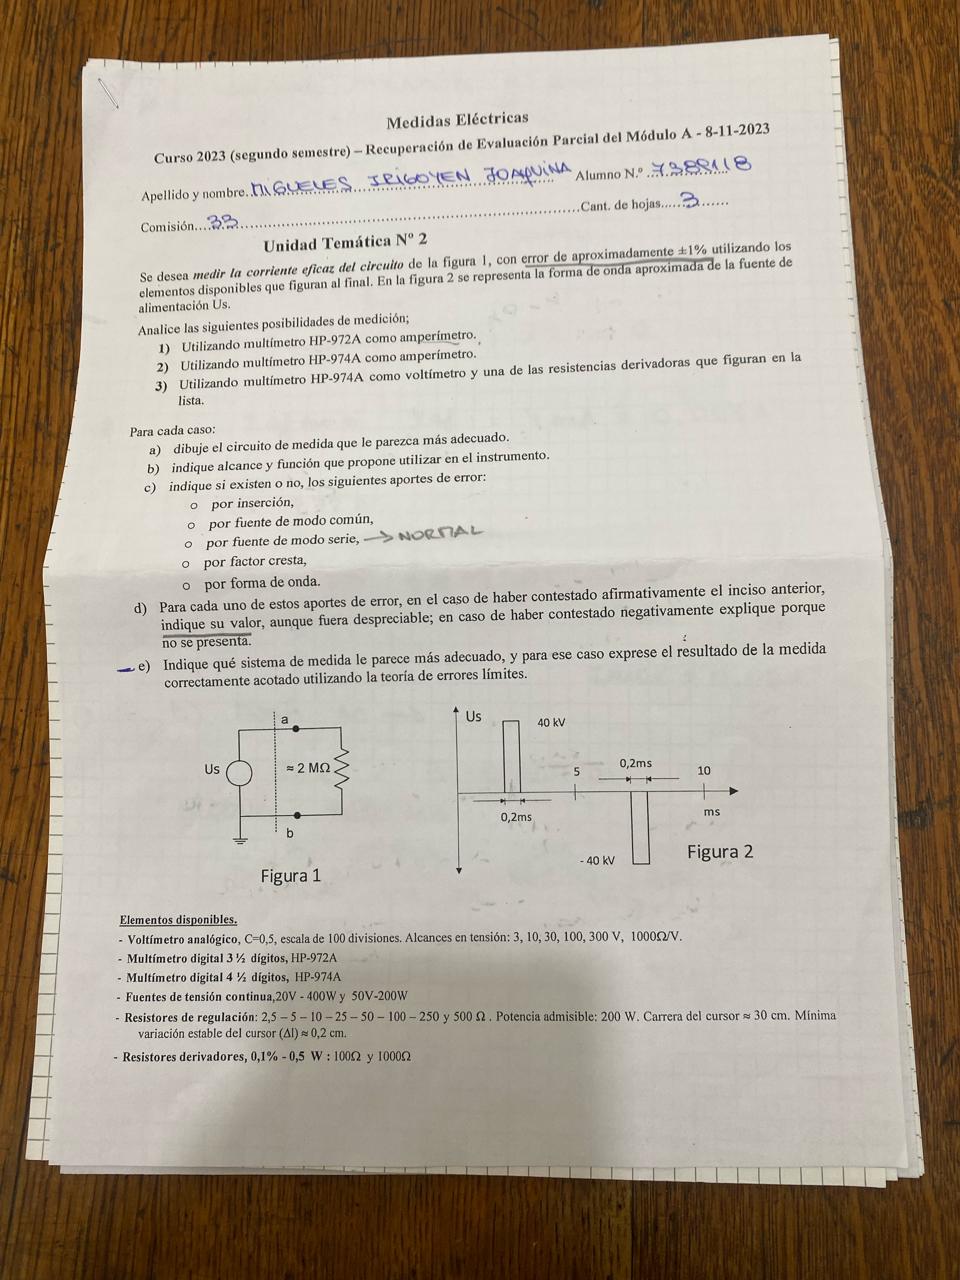 Medidas Eléctricas
Curso 2023 (segundo semestre) – Recuperación de Evaluación Parcial del Módulo A - 8-11-2023
Apellido y nombre. MIGUELES IRIGOYEN JOAQUINA Alumno N.º .7388118
Comisión....33...............Cant. de hojas.....3......
Unidad Temática Nº 2
Se desea medir la corriente eficaz del circuito de la figura 1, con error de aproximadamente ±1% utilizando los
elementos disponibles que figuran al final. En la figura 2 se representa la forma de onda aproximada de la fuente de
alimentación Us.
Analice las siguientes posibilidades de medición;
1) Utilizando multímetro HP-972A como amperímetro.
2) Utilizando multímetro HP-974A como amperímetro.
3) Utilizando multímetro HP-974A como voltímetro y una de las resistencias derivadoras que figuran en la
lista.
Para cada caso:
a) dibuje el circuito de medida que le parezca más adecuado.
b) indique alcance y función que propone utilizar en el instrumento.
c) indique si existen o no, los siguientes aportes de error:
o por inserción,
o por fuente de modo común,
o por fuente de modo serie, → NORMAL
o por factor cresta,
o por forma de onda.
d) Para cada uno de estos aportes de error, en el caso de haber contestado afirmativamente el inciso anterior,
indique su valor, aunque fuera despreciable; en caso de haber contestado negativamente explique porque
no se presenta.
e) Indique qué sistema de medida le parece más adecuado, y para ese caso exprese el resultado de la medida
correctamente acotado utilizando la teoría de errores límites.
a
Us
≈ 2 MΩ
b
Figura 1
Us
40 kV
0,2ms
5
0,2ms
10
ms
- 40 kV
Figura 2
Elementos disponibles.
- Voltímetro analógico, C=0,5, escala de 100 divisiones. Alcances en tensión: 3, 10, 30, 100, 300 V, 1000Ω/V.
- Multímetro digital 3 ½ dígitos, HP-972A
- Multímetro digital 4 ½ dígitos, HP-974A
- Fuentes de tensión continua,20V - 400W y 50V-200W
- Resistores de regulación: 2,5 – 5 – 10 – 25 – 50 – 100 – 250 y 500 Ω . Potencia admisible: 200 W. Carrera del cursor ≈ 30 cm. Mínima
variación estable del cursor (Δl) ≈ 0,2 cm.
- Resistores derivadores, 0,1% - 0,5 W : 100Ω y 1000Ω